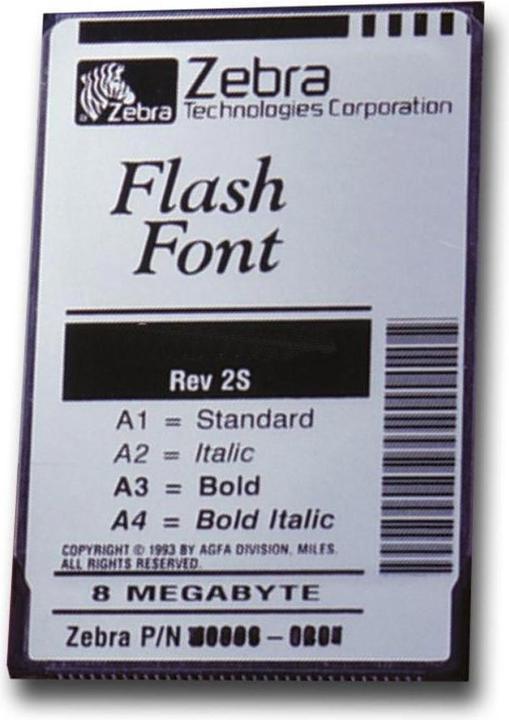 Zebra
Zebra
Technologies Corporation
Flash
Font
Rev 2S
A1 = Standard
A2 = Italic
A3 = Bold
A4 = Bold Italic
COPYRIGHT © 1993 BY AGFA DIVISION, MILES.
ALL RIGHTS RESERVED.
8 MEGABYTE
Zebra P/N